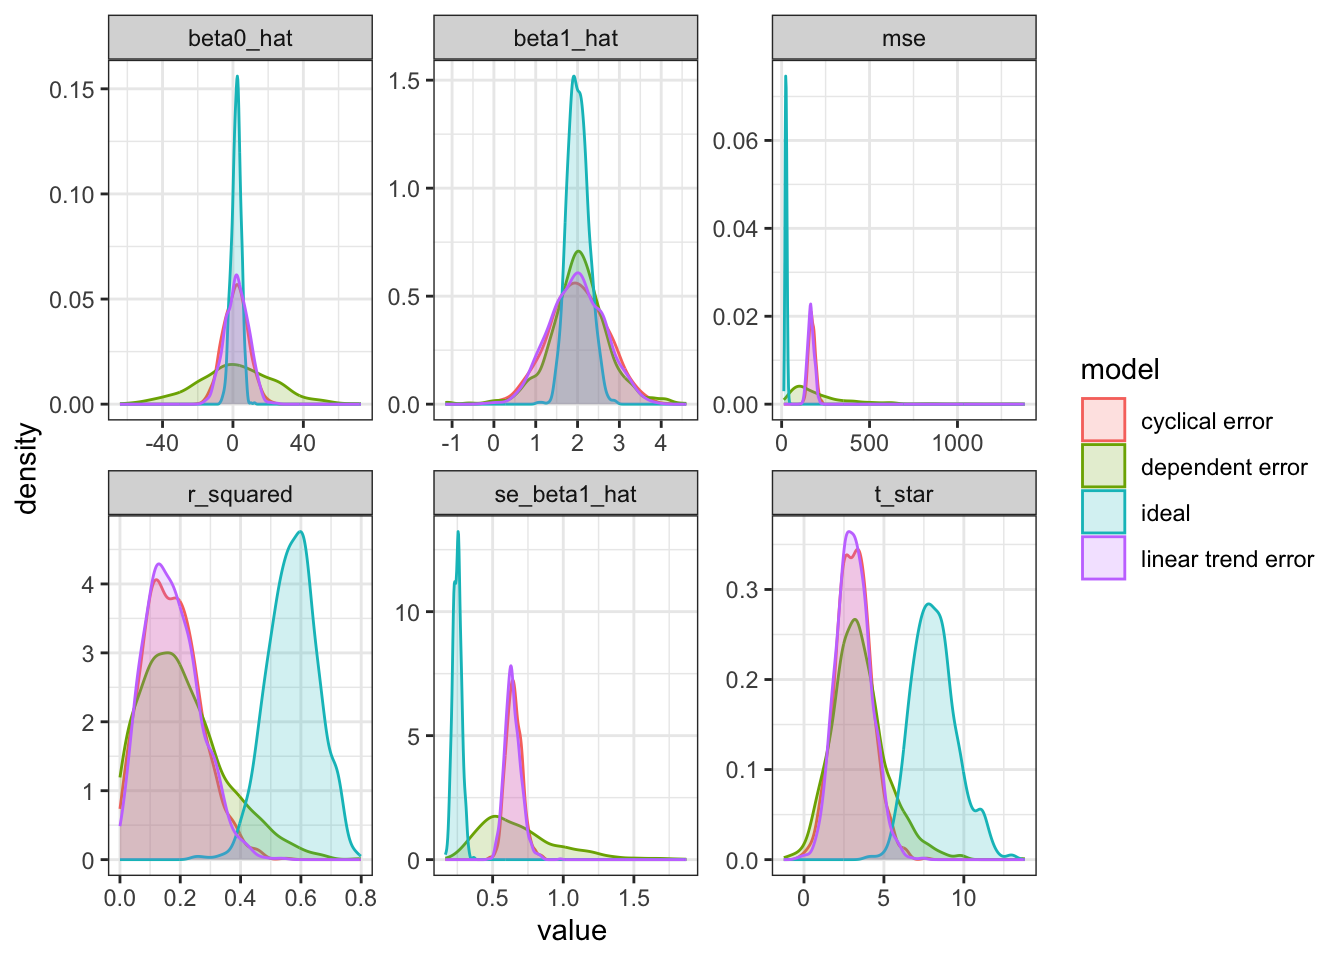 beta0_hat
beta1_hat
mse
0.15
0.10
0.05
0.00
1.5
1.0
0.5
0.0
0.06
0.04
0.02
0.00
-40 0 40
-1 0 1 2 3 4
0 500 1000
r_squared
se_beta1_hat
t_star
4
3
2
1
0
10
5
0
0.3
0.2
0.1
0.0
0.0 0.2 0.4 0.6 0.8
0.5 1.0 1.5
0 5 10
value
density
model
cyclical error
dependent error
ideal
linear trend error